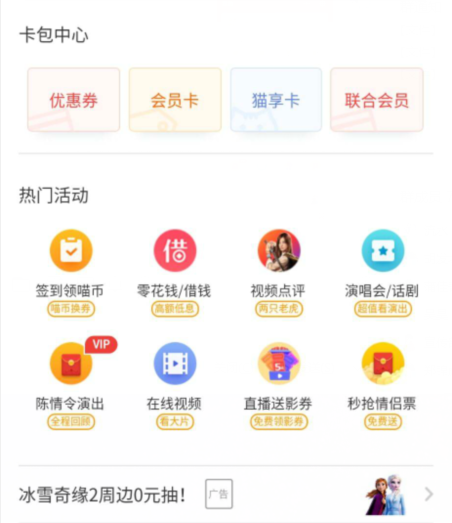 卡包中心
优惠券 会员卡 猫享卡 联合会员
热门活动
签到领喵币 零花钱/借钱 视频点评 演唱会/话剧
喵币换券 高额低息 两只老虎 超值看演出
借
VIP
陈情令演出 在线视频 直播送影券 秒抢情侣票
全程回顾 看大片 免费领影券 免费送
冰雪奇缘2周边0元抽! 广告